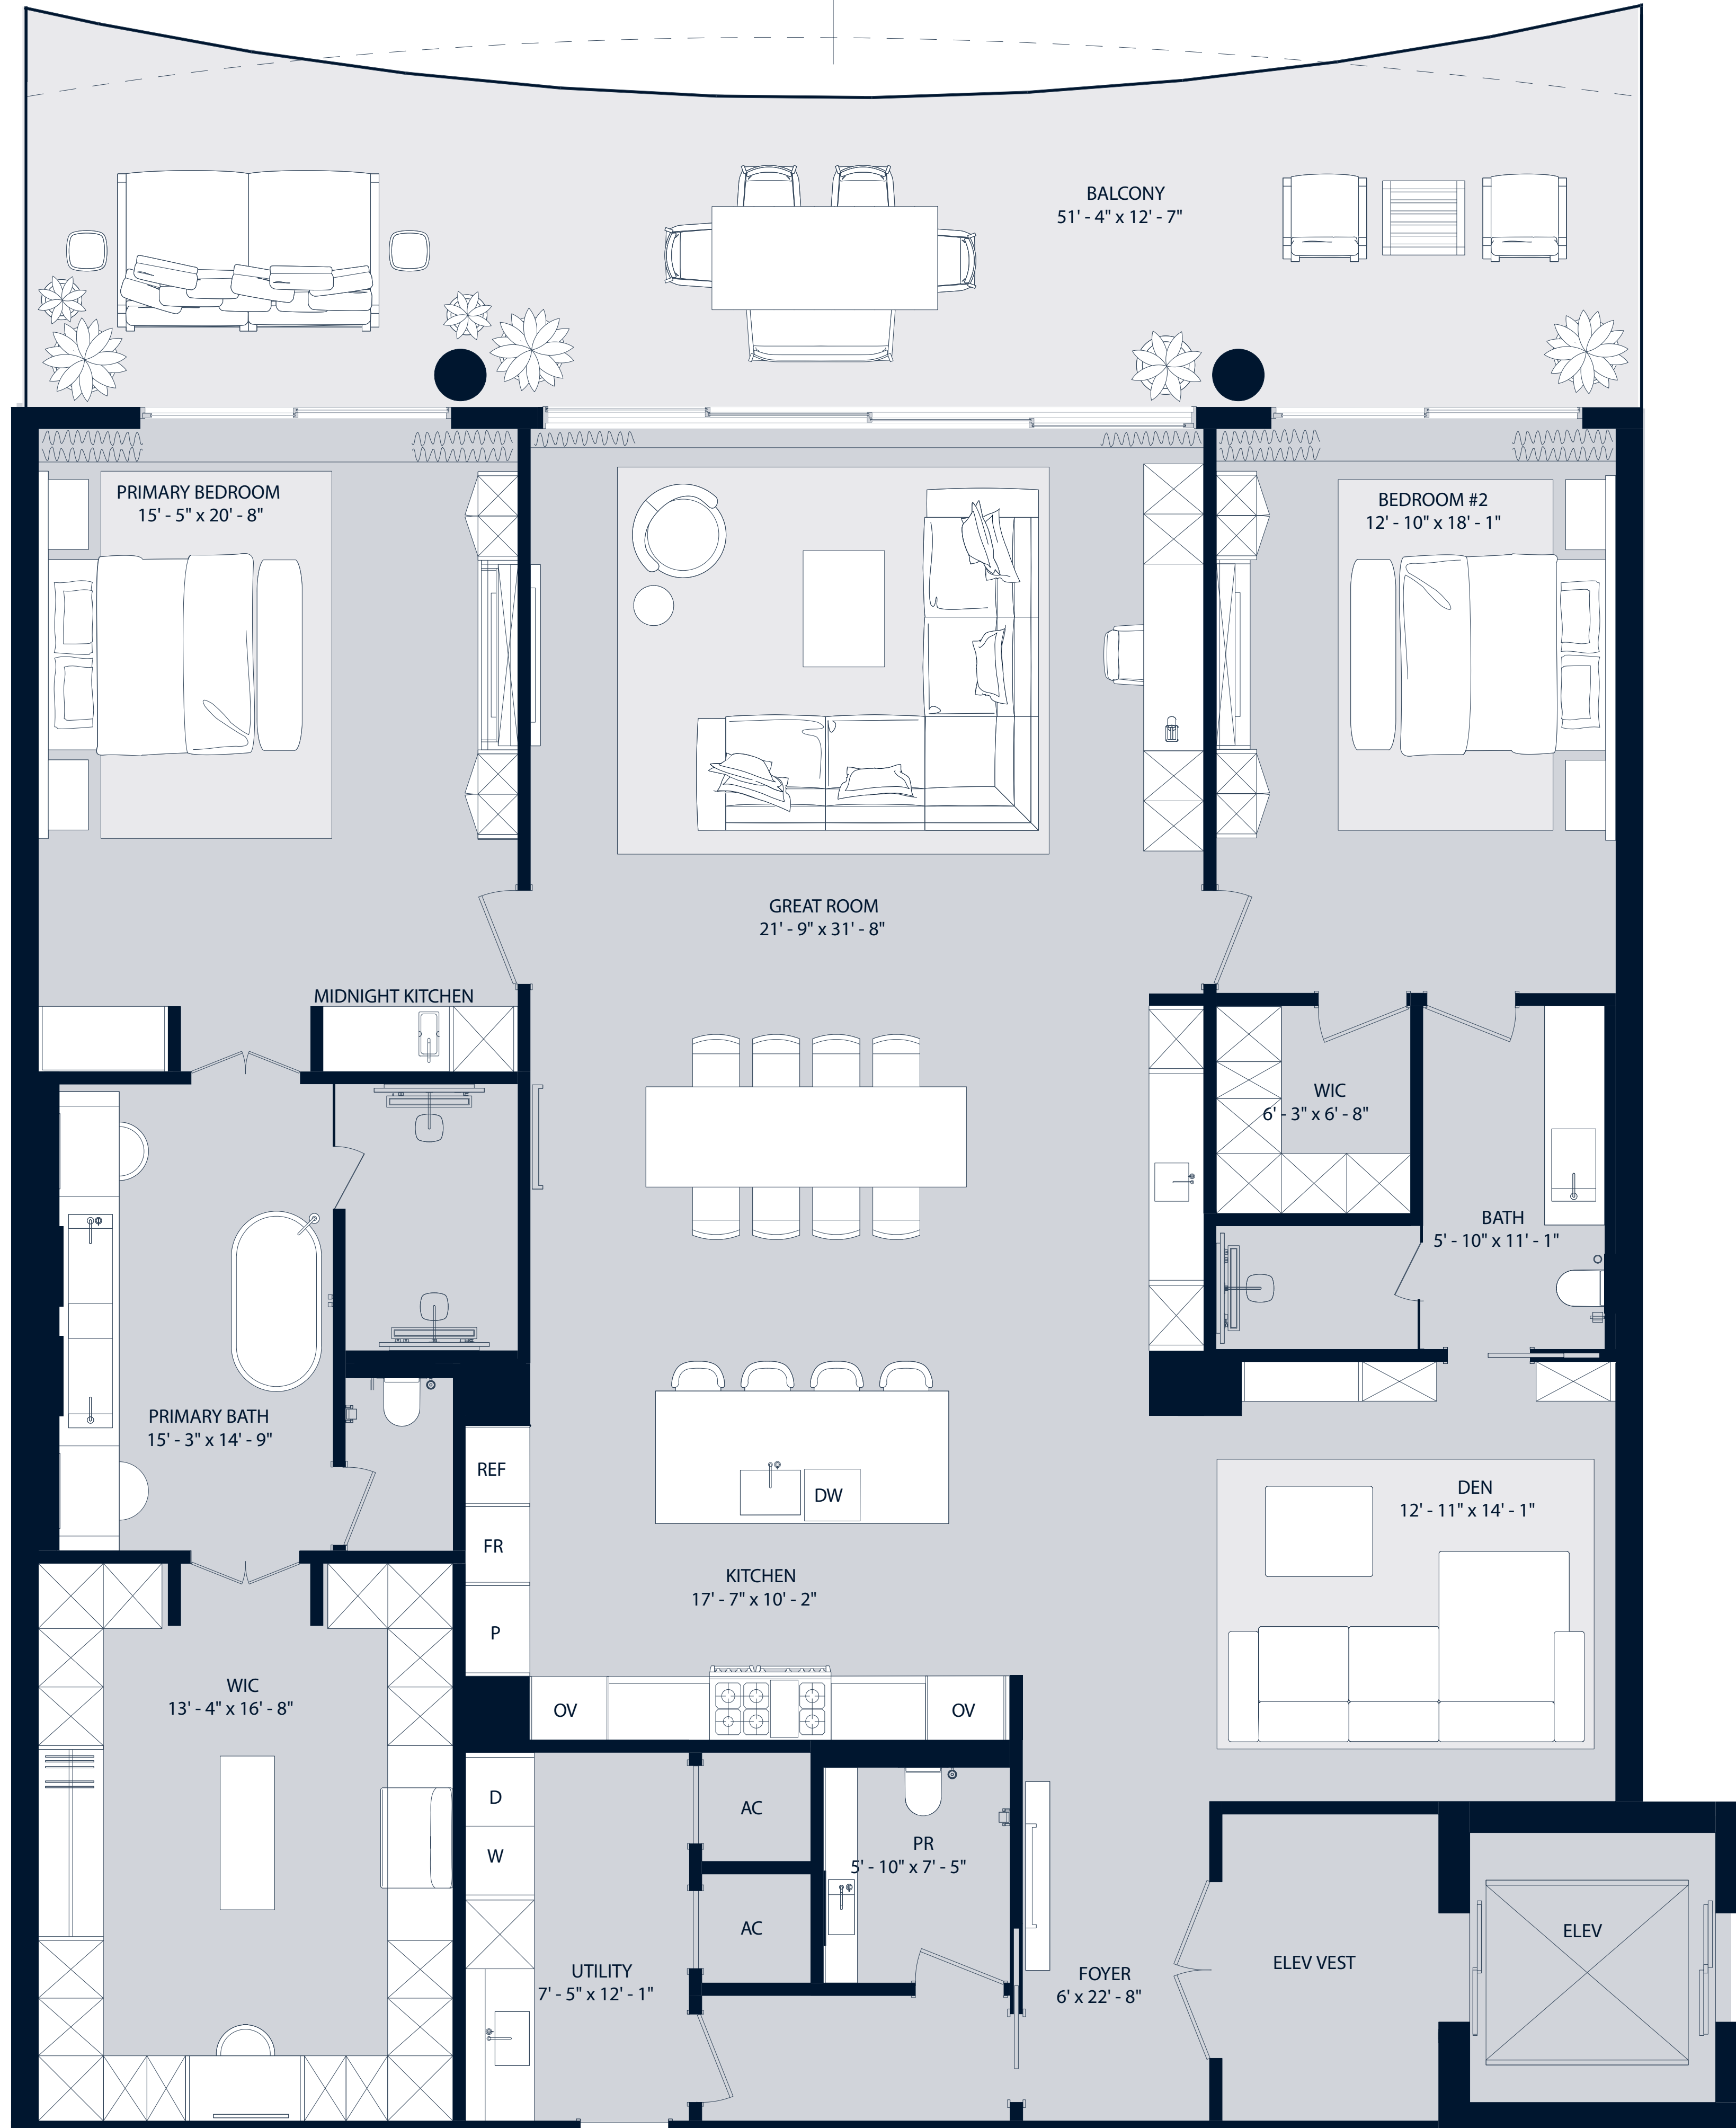 BALCONY
51' - 4" x 12' - 7"
PRIMARY BEDROOM
15' - 5" x 20' - 8"
BEDROOM #2
12' - 10" x 18' - 1"
GREAT ROOM
21' - 9" x 31' - 8"
MIDNIGHT KITCHEN
WIC
6' - 3" x 6' - 8"
BATH
5' - 10" x 11' - 1"
PRIMARY BATH
15' - 3" x 14' - 9"
REF
FR
P
DW
DEN
12' - 11" x 14' - 1"
KITCHEN
17' - 7" x 10' - 2"
WIC
13' - 4" x 16' - 8"
OV
OV
D
W
AC
AC
PR
5' - 10" x 7' - 5"
UTILITY
7' - 5" x 12' - 1"
FOYER
6' x 22' - 8"
ELEV VEST
ELEV